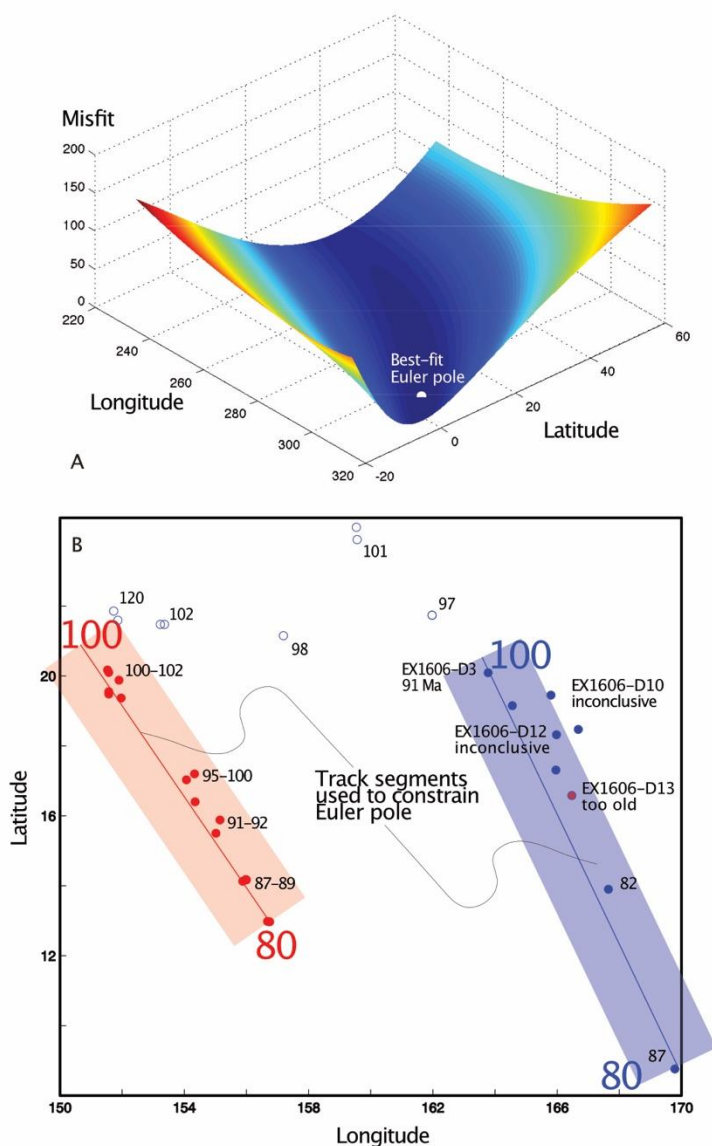 Misfit
200
150
100
50
0
220
240
260
280
300
320
Longitude
-20
0
20
40
60
Latitude
Best-fit
Euler pole
A
B
101
120
102
98
97
100
100-102
95-100
91-92
87-89
80
Track segments
used to constrain
Euler pole
100
EX1606-D3
91 Ma
EX1606-D10
inconclusive
EX1606-D12
inconclusive
EX1606-D13
too old
82
87
80
20
16
12
Latitude
150
154
158
162
166
170
Longitude